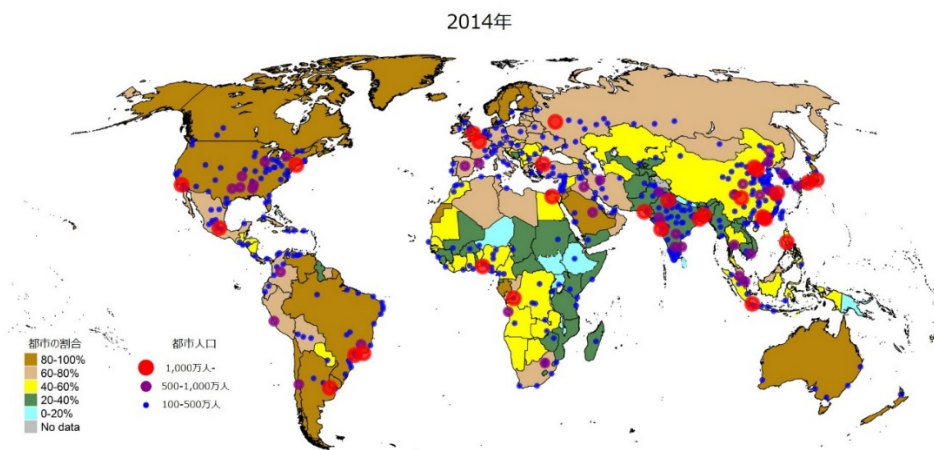 2014年
都市の割合
80-100%
60-80%
40-60%
20-40%
0-20%
No data
都市人口
1,000万人-
500-1,000万人
100-500万人